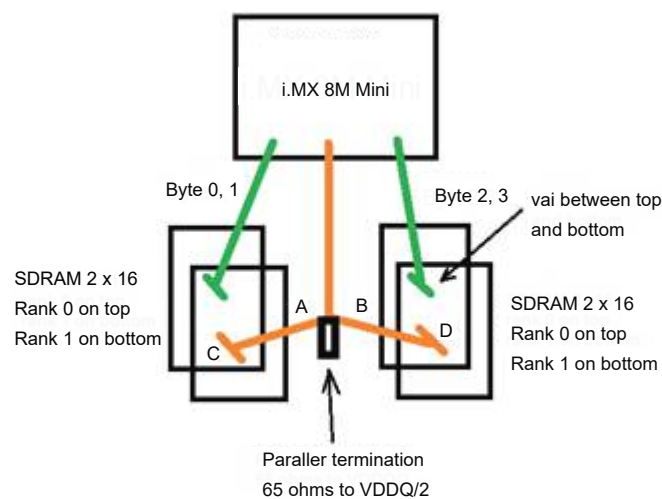 i.MX 8M Mini
Byte 0, 1
Byte 2, 3
vai between top
and bottom
SDRAM 2 x 16
Rank 0 on top
Rank 1 on bottom
A
B
C
D
SDRAM 2 x 16
Rank 0 on top
Rank 1 on bottom
Paraller termination
65 ohms to VDDQ/2